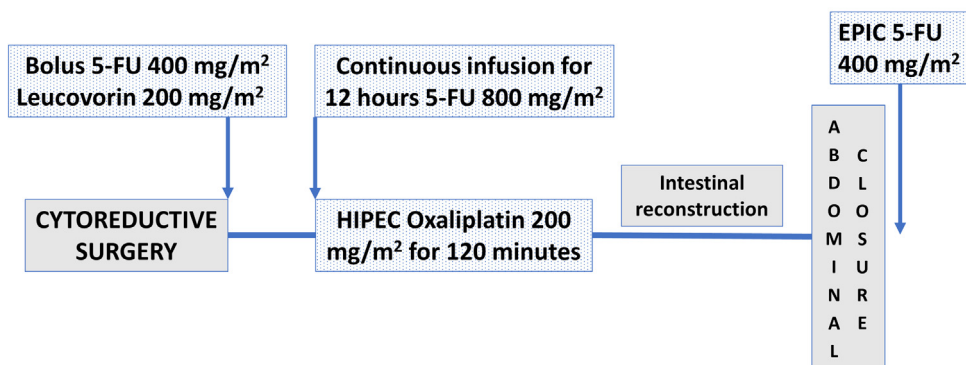 Bolus 5-FU 400 mg/m²
Leucovorin 200 mg/m²
Continuous infusion for
12 hours 5-FU 800 mg/m²
EPIC 5-FU
400 mg/m²
CYTOREDUCTIVE
SURGERY
HIPEC Oxaliplatin 200
mg/m² for 120 minutes
Intestinal
reconstruction
ABDOMINAL
CLOSURE